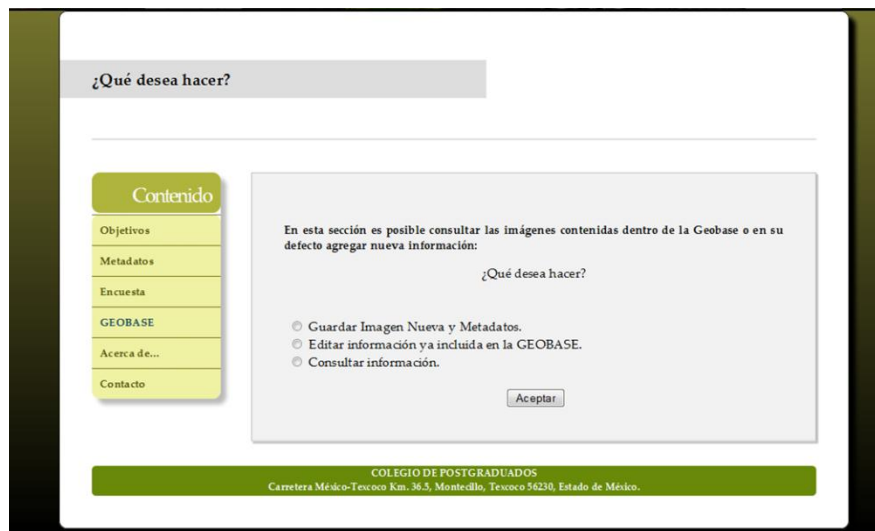 ¿Qué desea hacer?
Contenido
Objetivos
Metadatos
Encuesta
GEOBASE
Acerca de...
Contacto
En esta sección es posible consultar las imágenes contenidas dentro de la Geobase o en su
defecto agregar nueva información:
¿Qué desea hacer?
Guardar Imagen Nueva y Metadatos.
Editar información ya incluida en la GEOBASE.
Consultar información.
Aceptar
COLEGIO DE POSTGRADUADOS
Carretera México-Texcoco Km. 36.5, Montecillo, Texcoco 56230, Estado de México.